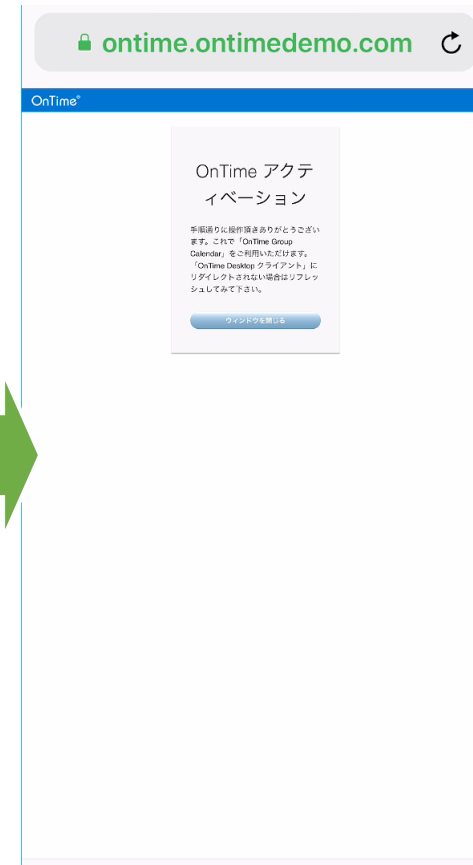 ontime.ontimedemo.com
OnTime®
OnTime アクテ
ィベーション
手順通りに操作頂きありがとうござい
ます。これで「OnTime Group
Calendar」をご利用いただけます。
「OnTime Desktop クライアント」に
リダイレクトされない場合はリフレッ
シュしてみて下さい。
ウィンドウを閉じる